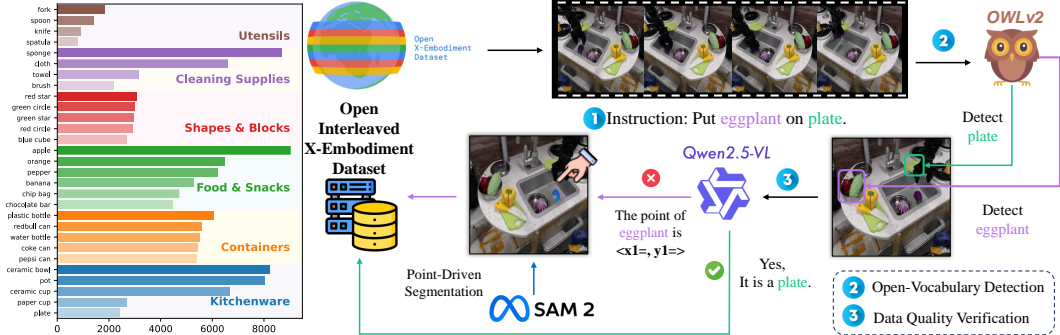 fork
spoon
knife
spatula
Utensils
sponge
cloth
towel
brush
Cleaning Supplies
red star
green circle
green star
red circle
blue cube
Shapes & Blocks
apple
orange
pepper
banana
chip bag
chocolate bar
Food & Snacks
plastic bottle
redbull can
water bottle
coke can
pepsi can
Containers
ceramic bowl
pot
ceramic cup
paper cup
plate
Kitchenware
0 2000 4000 6000 8000
Open
X-Embodiment
Dataset
Open
Interleaved
X-Embodiment
Dataset
1 Instruction: Put eggplant on plate.
2
OWLv2
Detect
plate
Detect
eggplant
Qwen2.5-VL
3
The point of
eggplant is
<x1=, y1=>
Yes,
It is a plate.
Point-Driven
Segmentation
SAM 2
2 Open-Vocabulary Detection
3 Data Quality Verification